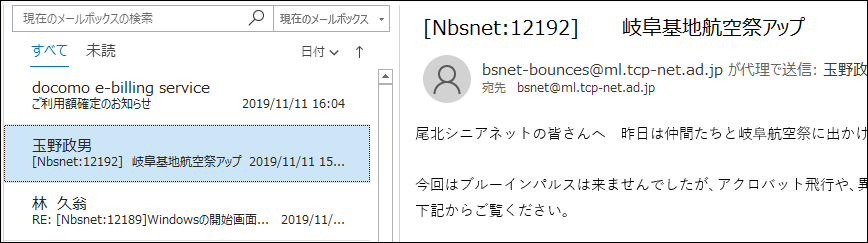 現在のメールボックスの検索
現在のメールボックス
すべて 未読 日付
docomo e-billing service
ご利用額確定のお知らせ 2019/11/11 16:04
玉野政男
[Nbsnet:12192] 岐阜基地航空祭アップ 2019/11/11 15...
林 久翁
RE: [Nbsnet:12189]Windowsの開始画面... 2019/11/...
[Nbsnet:12192] 岐阜基地航空祭アップ
bsnet-bounces@ml.tcp-net.ad.jp が代理で送信: 玉野政
宛先 bsnet@ml.tcp-net.ad.jp
尾北シニアネットの皆さんへ 昨日は仲間たちと岐阜航空祭に出かけ
今回はブルーインパルスは来ませんでしたが、アクロバット飛行や、異
下記からご覧ください。